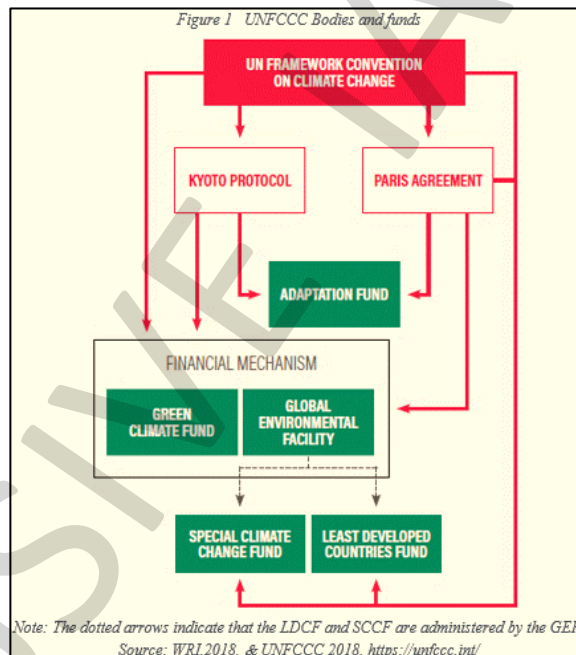 Figure 1 UNFCCC Bodies and funds
UN FRAMEWORK CONVENTION
ON CLIMATE CHANGE
KYOTO PROTOCOL
PARIS AGREEMENT
ADAPTATION FUND
FINANCIAL MECHANISM
GREEN
CLIMATE FUND
GLOBAL
ENVIRONMENTAL
FACILITY
SPECIAL CLIMATE
CHANGE FUND
LEAST DEVELOPED
COUNTRIES FUND
Note: The dotted arrows indicate that the LDCF and SCCF are administered by the GEF
Source: WRI,2018, & UNFCCC 2018, https://unfccc.int/